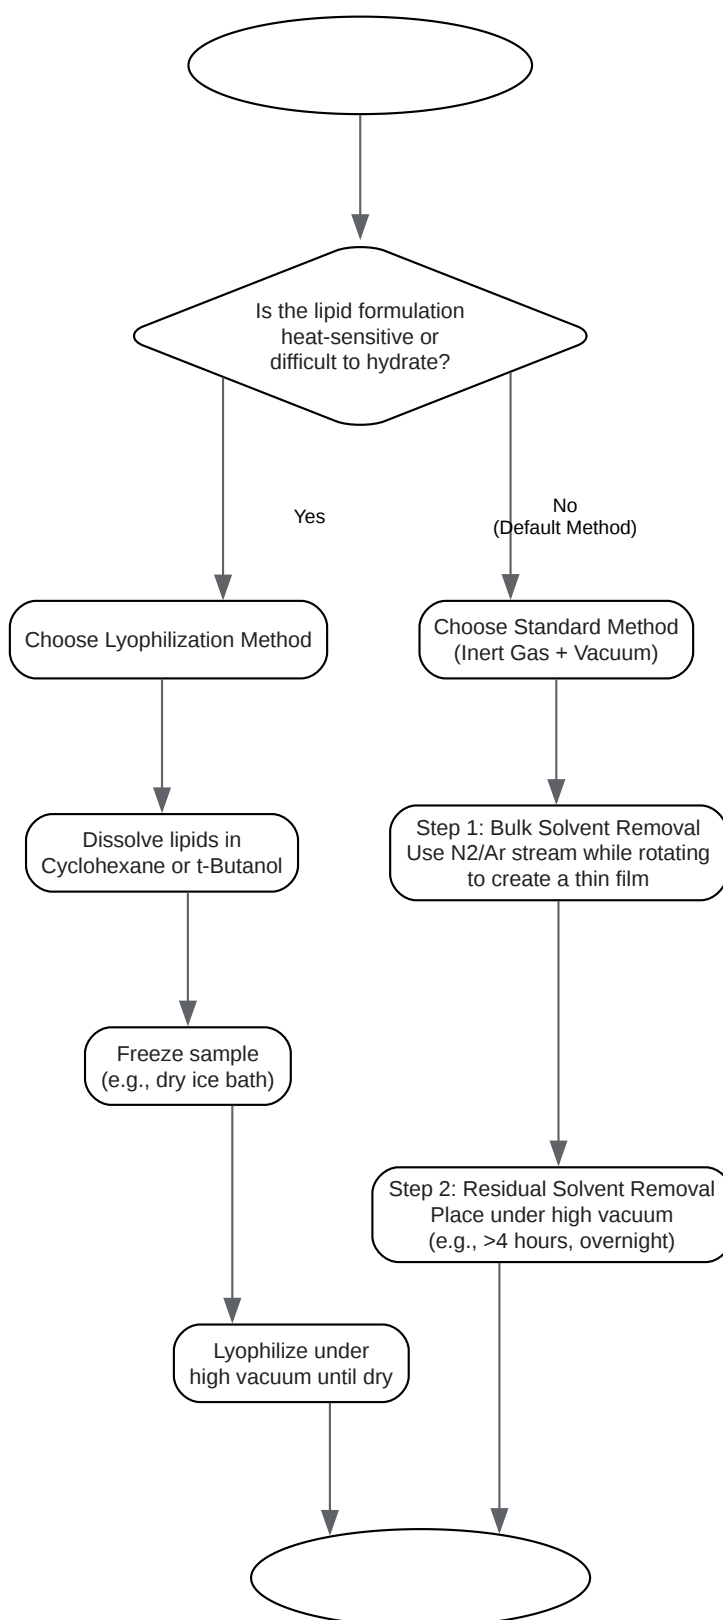 Is the lipid formulation
heat-sensitive or
difficult to hydrate?
Yes
No
(Default Method)
Choose Lyophilization Method
Choose Standard Method
(Inert Gas + Vacuum)
Dissolve lipids in
Cyclohexane or t-Butanol
Step 1: Bulk Solvent Removal
Use N2/Ar stream while rotating
to create a thin film
Freeze sample
(e.g., dry ice bath)
Step 2: Residual Solvent Removal
Place under high vacuum
(e.g., >4 hours, overnight)
Lyophilize under
high vacuum until dry